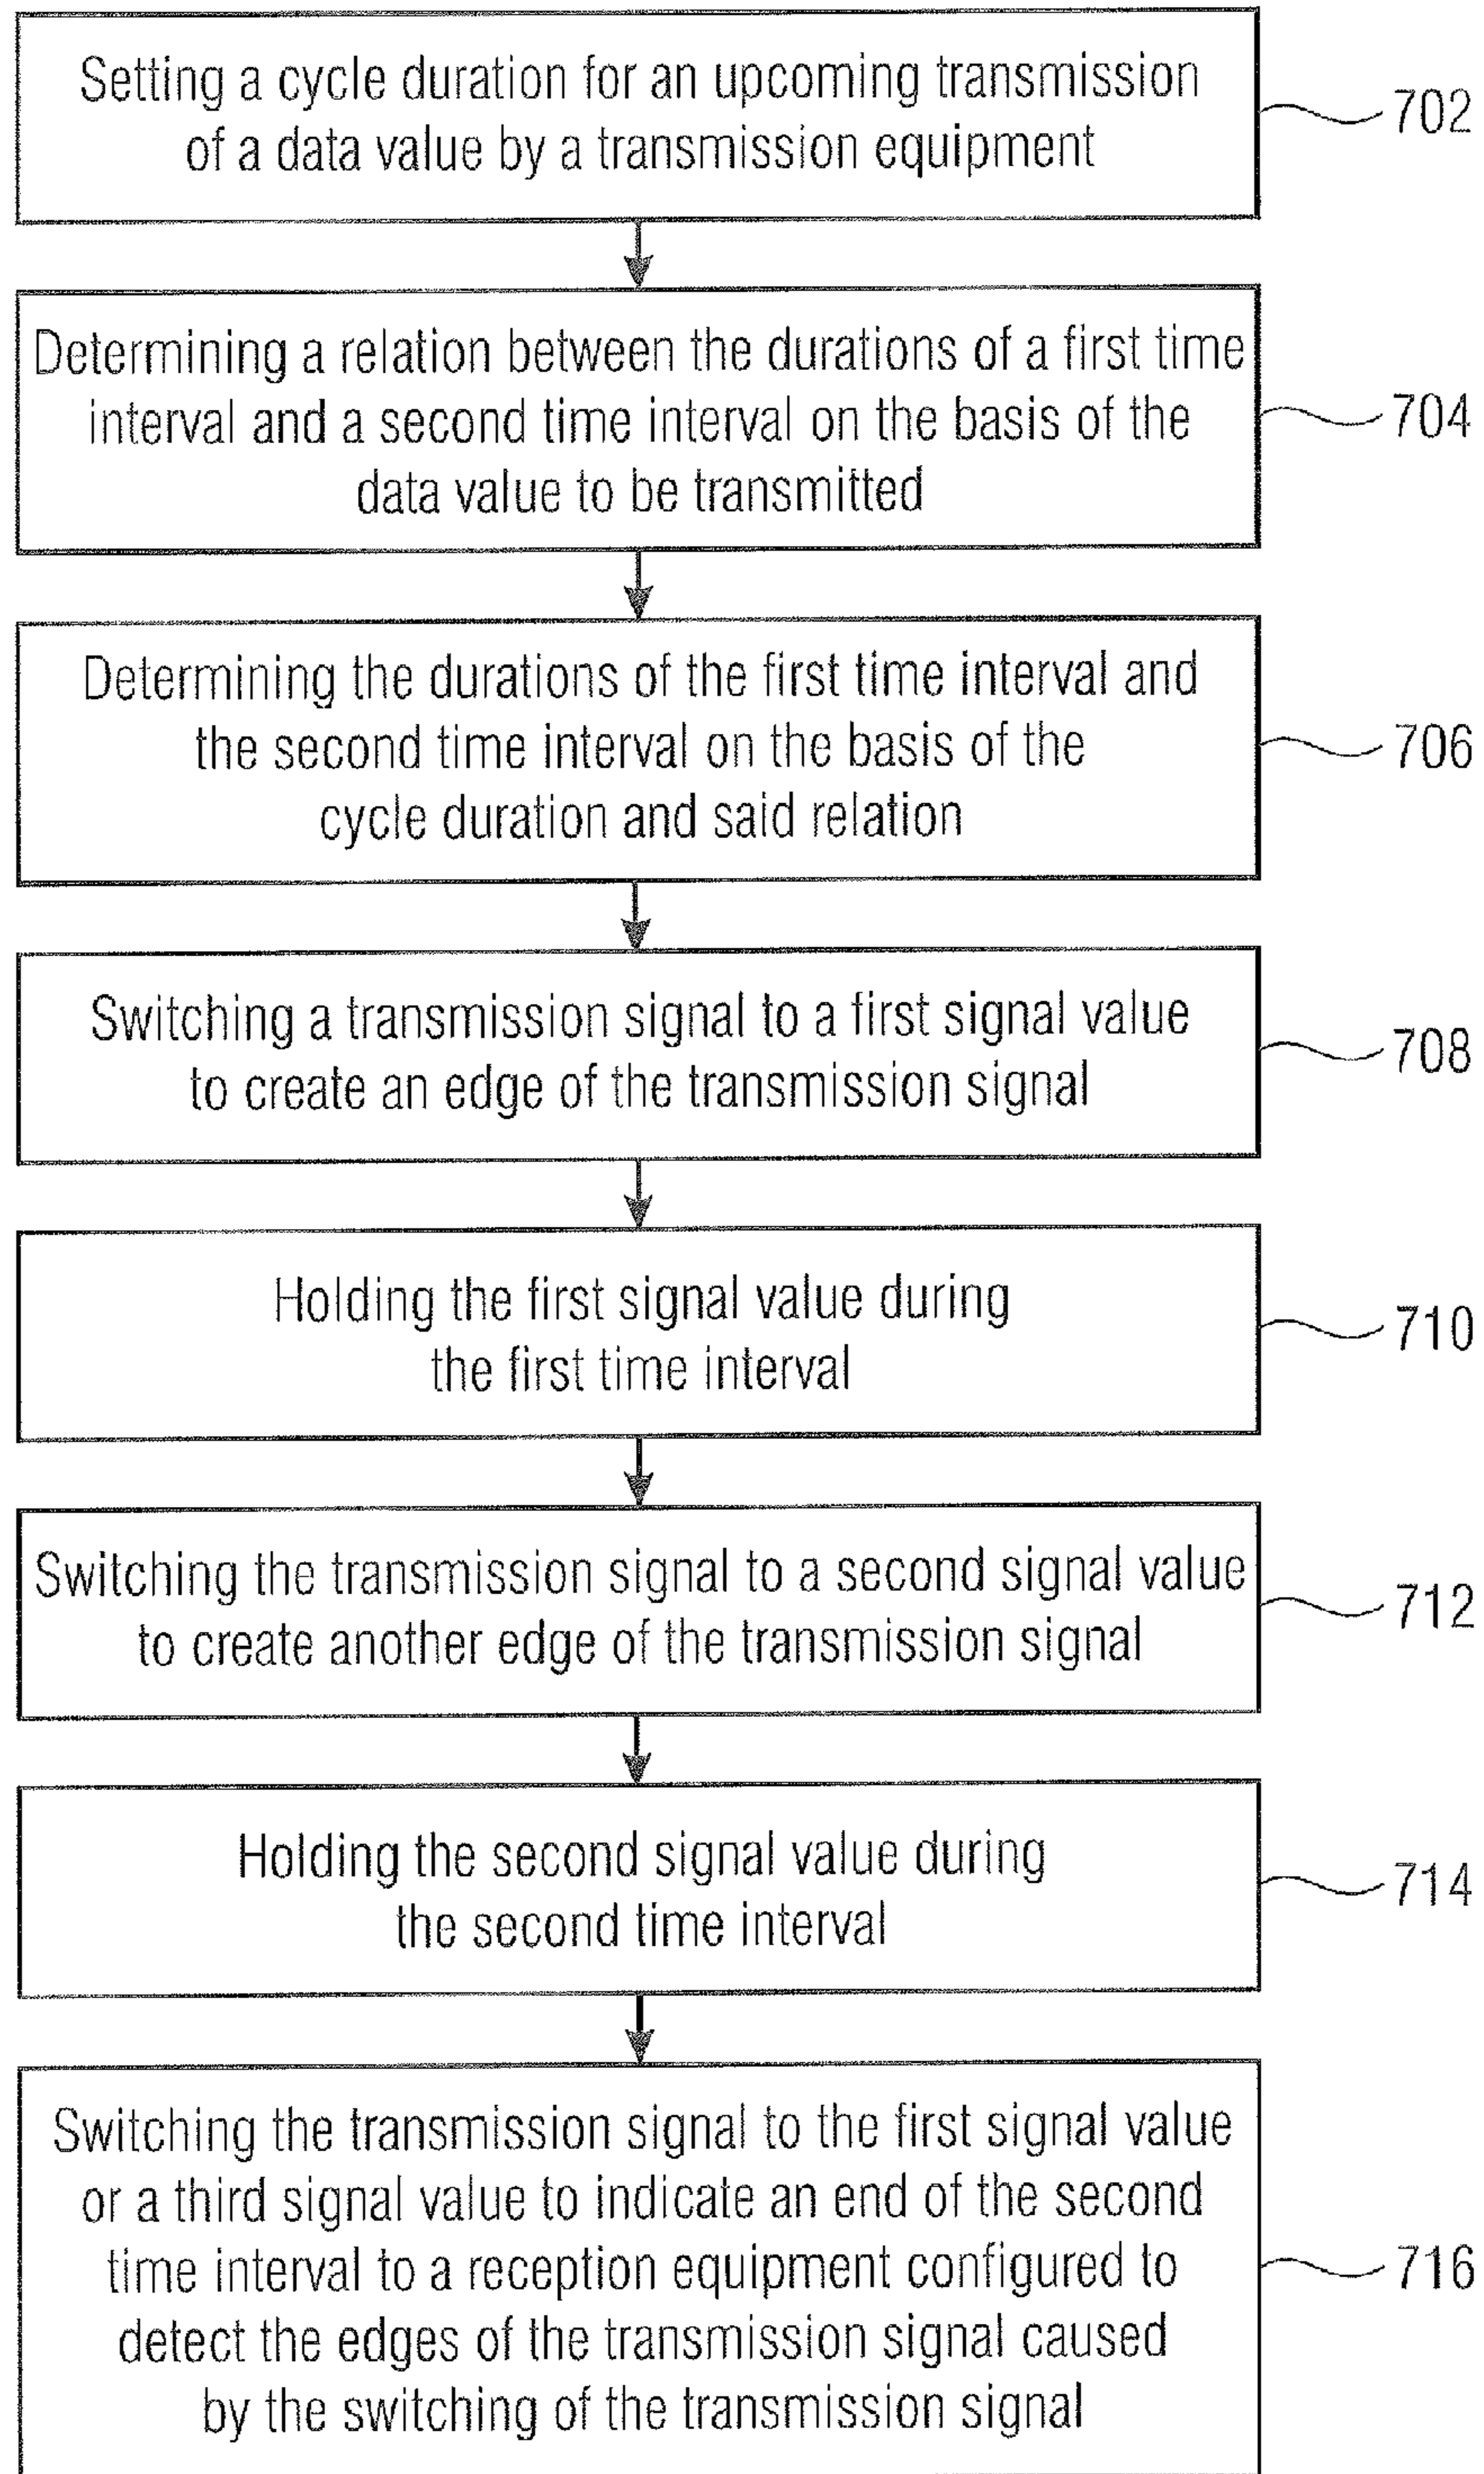 Setting a cycle duration for an upcoming transmission
of a data value by a transmission equipment
702
Determining a relation between the durations of a first time
interval and a second time interval on the basis of the
data value to be transmitted
704
Determining the durations of the first time interval and
the second time interval on the basis of the
cycle duration and said relation
706
Switching a transmission signal to a first signal value
to create an edge of the transmission signal
708
Holding the first signal value during
the first time interval
710
Switching the transmission signal to a second signal value
to create another edge of the transmission signal
712
Holding the second signal value during
the second time interval
714
Switching the transmission signal to the first signal value
or a third signal value to indicate an end of the second
time interval to a reception equipment configured to
detect the edges of the transmission signal caused
by the switching of the transmission signal
716